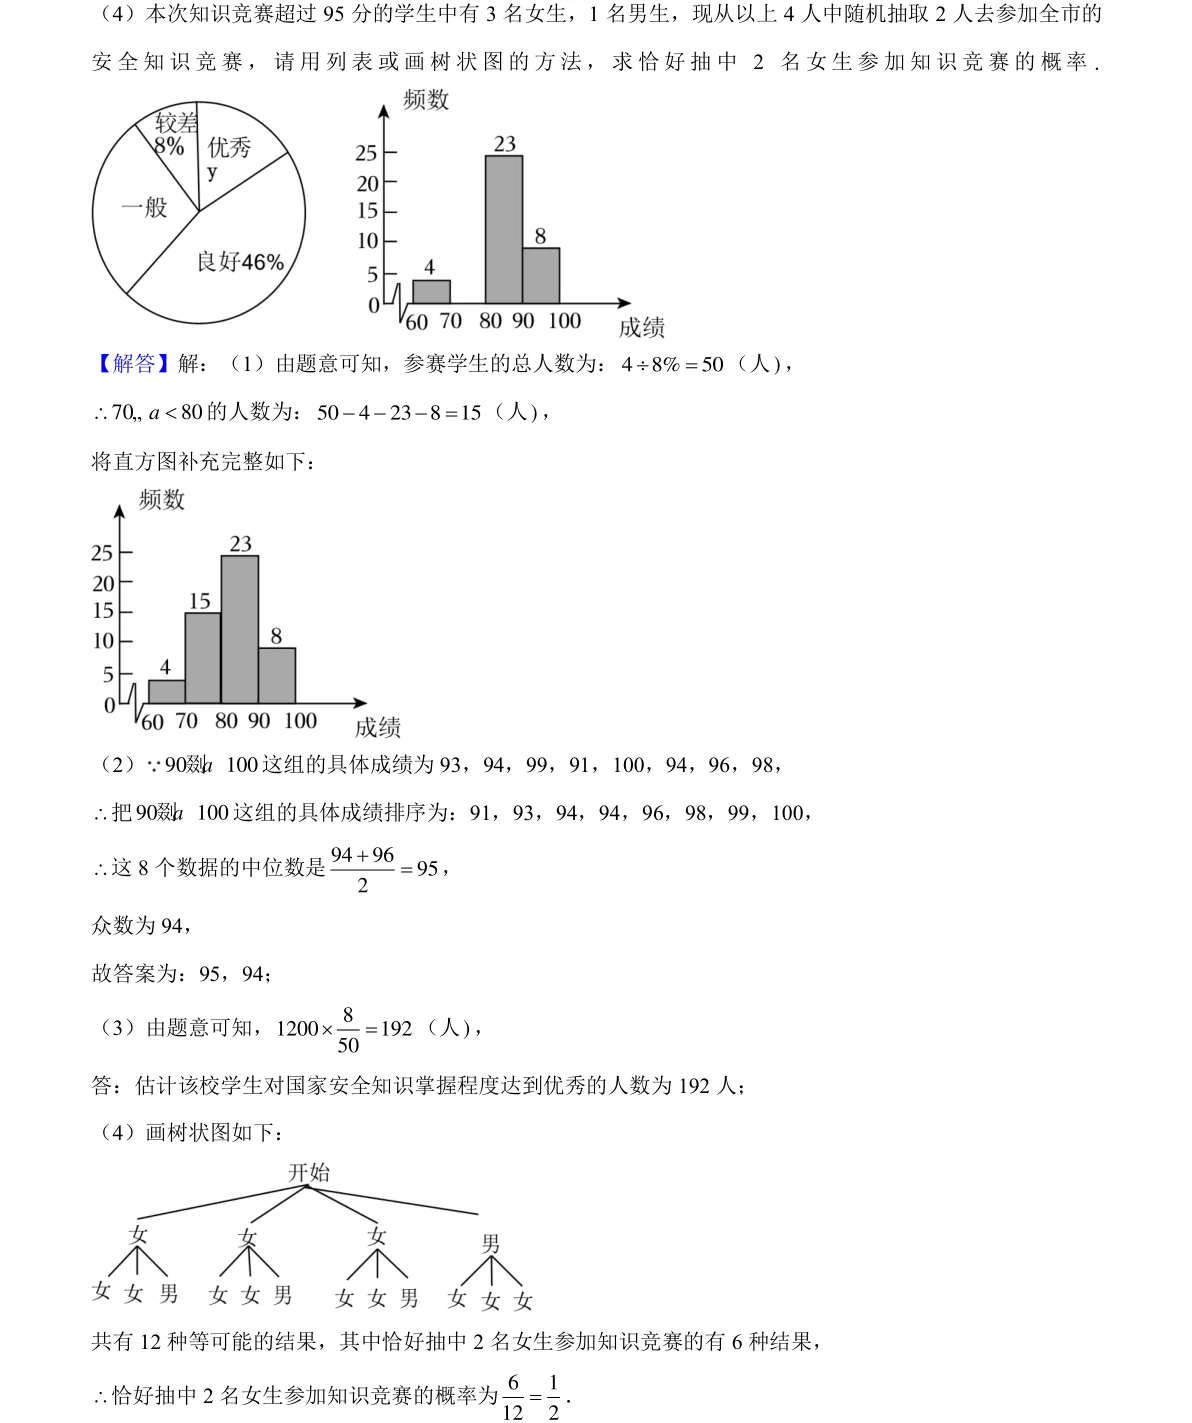 （4）本次知识竞赛超过 95 分的学生中有 3 名女生，1 名男生，现从以上 4 人中随机抽取 2 人去参加全市的
安全知识竞赛，请用列表或画树状图的方法，求恰好抽中 2 名女生参加知识竞赛的概率．
较差
8%
优秀
y
一般
良好46%
频数
25
20
15
10
5
0
4
23
8
60 70 80 90 100
成绩
【解答】解：（1）由题意可知，参赛学生的总人数为：4÷8%=50（人），
∴70,, a<80的人数为：50−4−23−8=15（人），
将直方图补充完整如下：
频数
25
20
15
10
5
0
4
15
23
8
60 70 80 90 100
成绩
（2）∵90剟a 100这组的具体成绩为 93，94，99，91，100，94，96，98，
∴把90剟a 100这组的具体成绩排序为：91，93，94，94，96，98，99，100，
∴这 8 个数据的中位数是 (94+96)/2 =95，
众数为 94，
故答案为：95，94；
（3）由题意可知，1200× 8/50 =192（人），
答：估计该校学生对国家安全知识掌握程度达到优秀的人数为 192 人；
（4）画树状图如下：
开始
女 女 女 男
女 女 男 女 女 男 女 女 男 女 女 女
共有 12 种等可能的结果，其中恰好抽中 2 名女生参加知识竞赛的有 6 种结果，
∴恰好抽中 2 名女生参加知识竞赛的概率为 6/12 = 1/2．